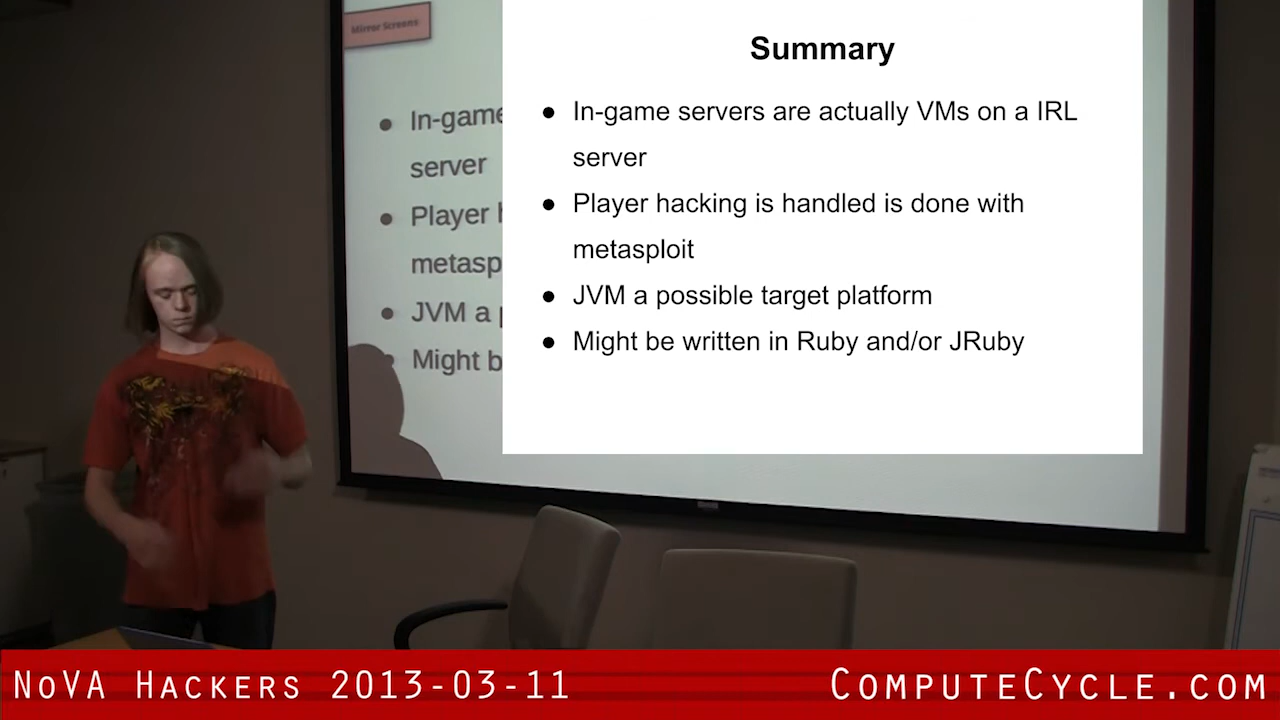 Mirror Screens
In-game
server
Player
metasp
JVM a
Might b
Summary
● In-game servers are actually VMs on a IRL
server
● Player hacking is handled is done with
metasploit
● JVM a possible target platform
● Might be written in Ruby and/or JRuby
NoVA Hackers 2013-03-11
ComputeCycle.com